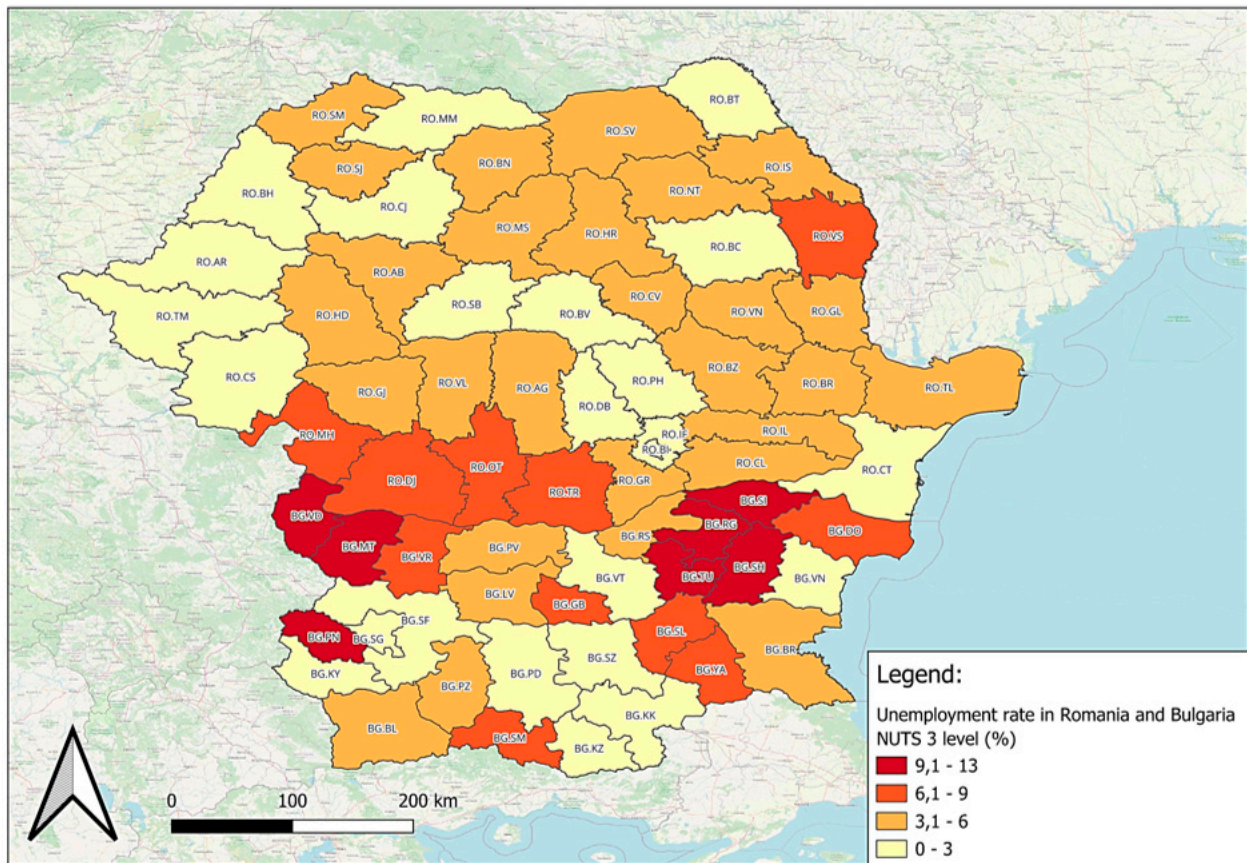 RO.BT
RO.SM
RO.MM
RO.SV
RO.SJ
RO.BN
RO.IS
RO.BH
RO.CJ
RO.NT
RO.MS
RO.HR
RO.VS
RO.BC
RO.AR
RO.AB
RO.SB
RO.CV
RO.TM
RO.HD
RO.BV
RO.VN
RO.GL
RO.CS
RO.GJ
RO.VL
RO.AG
RO.PH
RO.BZ
RO.BR
RO.TL
RO.DB
RO.MH
RO.IF
RO.IL
RO.BI
RO.OT
RO.CL
RO.CT
RO.DJ
RO.TR
RO.GR
BG.SI
BG.VD
BG.RG
BG.DO
BG.RS
BG.MT
BG.VR
BG.PV
BG.SH
BG.VT
BG.TU
BG.VN
BG.LV
BG.GB
BG.SF
BG.SL
BG.PN
BG.SG
BG.BR
BG.SZ
BG.YA
BG.KY
BG.PD
BG.PZ
BG.KK
BG.BL
BG.SM
BG.KZ
Legend:
Unemployment rate in Romania and Bulgaria
NUTS 3 level (%)
9,1 - 13
6,1 - 9
3,1 - 6
0 - 3
0 100 200 km